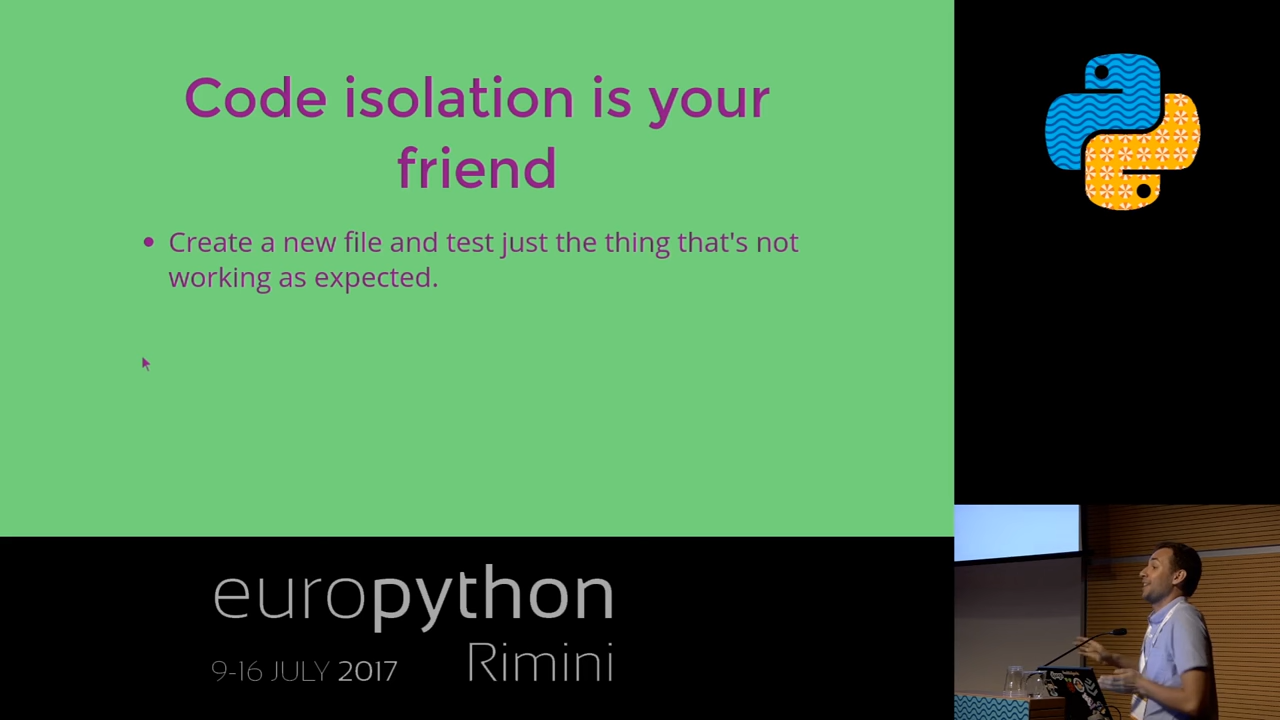 Code isolation is your
friend
• Create a new file and test just the thing that's not
working as expected.
europython
9-16 JULY 2017 Rimini